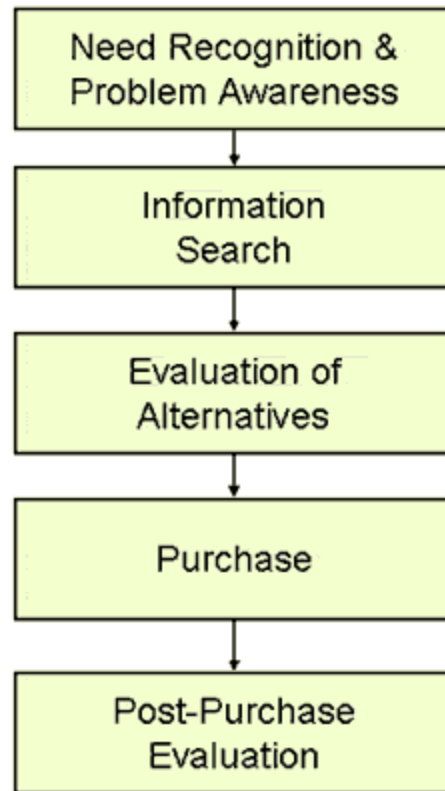 Need Recognition &
Problem Awareness
Information
Search
Evaluation of
Alternatives
Purchase
Post-Purchase
Evaluation